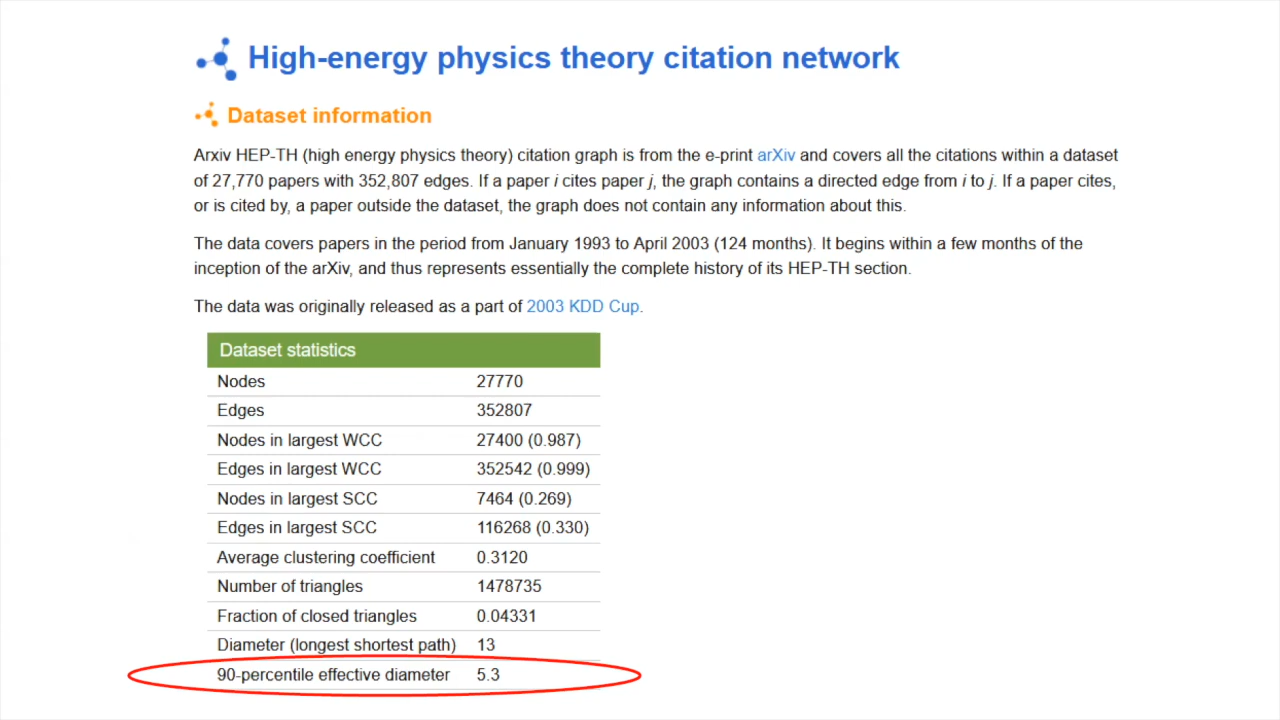 High-energy physics theory citation network
Dataset information
Arxiv HEP-TH (high energy physics theory) citation graph is from the e-print arXiv and covers all the citations within a dataset
of 27,770 papers with 352,807 edges. If a paper i cites paper j, the graph contains a directed edge from i to j. If a paper cites,
or is cited by, a paper outside the dataset, the graph does not contain any information about this.
The data covers papers in the period from January 1993 to April 2003 (124 months). It begins within a few months of the
inception of the arXiv, and thus represents essentially the complete history of its HEP-TH section.
The data was originally released as a part of 2003 KDD Cup.
Dataset statistics
Nodes 27770
Edges 352807
Nodes in largest WCC 27400 (0.987)
Edges in largest WCC 352542 (0.999)
Nodes in largest SCC 7464 (0.269)
Edges in largest SCC 116268 (0.330)
Average clustering coefficient 0.3120
Number of triangles 1478735
Fraction of closed triangles 0.04331
Diameter (longest shortest path) 13
90-percentile effective diameter 5.3